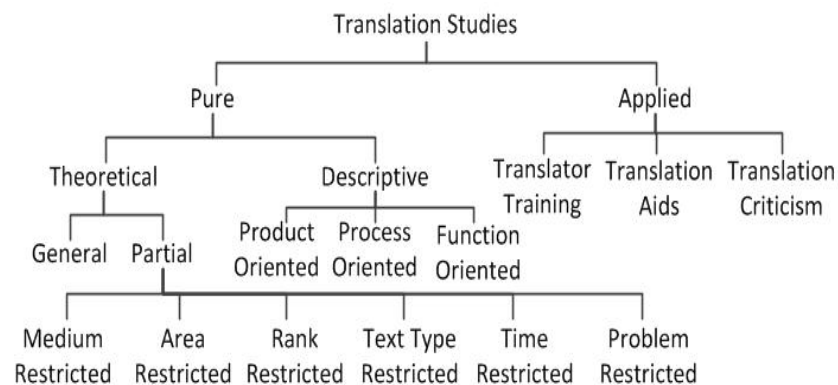 Translation Studies
Pure
Applied
Theoretical
Descriptive
Translator
Training
Translation
Aids
Translation
Criticism
General
Partial
Product
Oriented
Process
Oriented
Function
Oriented
Medium
Restricted
Area
Restricted
Rank
Restricted
Text Type
Restricted
Time
Restricted
Problem
Restricted